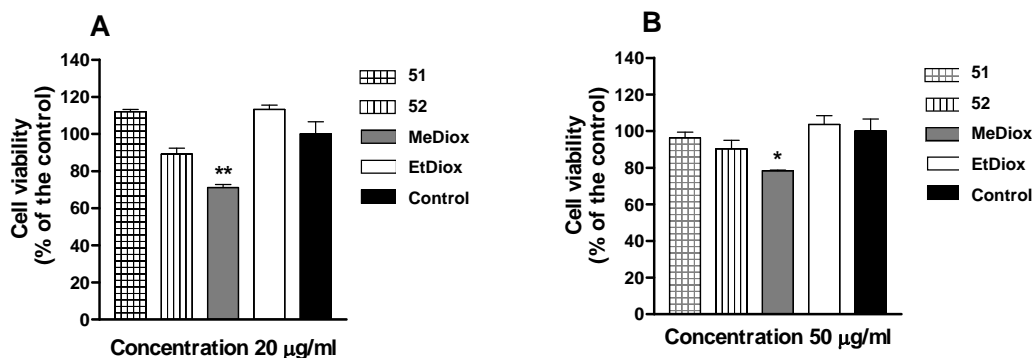 A
Cell viability
(% of the control)
140
120
100
80
60
40
20
0
**
51
52
MeDiox
EtDiox
Control
Concentration 20 µg/ml
B
Cell viability
(% of the control)
140
120
100
80
60
40
20
0
*
51
52
MeDiox
EtDiox
Control
Concentration 50 µg/ml